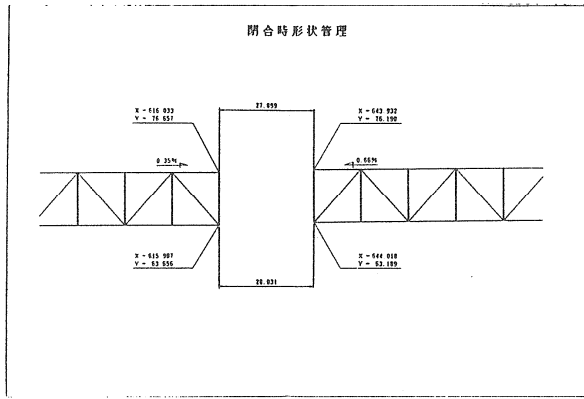 閉合時形状管理
27.899
X = 616.033
Y = 76.657
X = 643.932
Y = 76.190
0.35%
0.66%
X = 615.987
Y = 63.656
X = 644.018
Y = 63.189
28.031